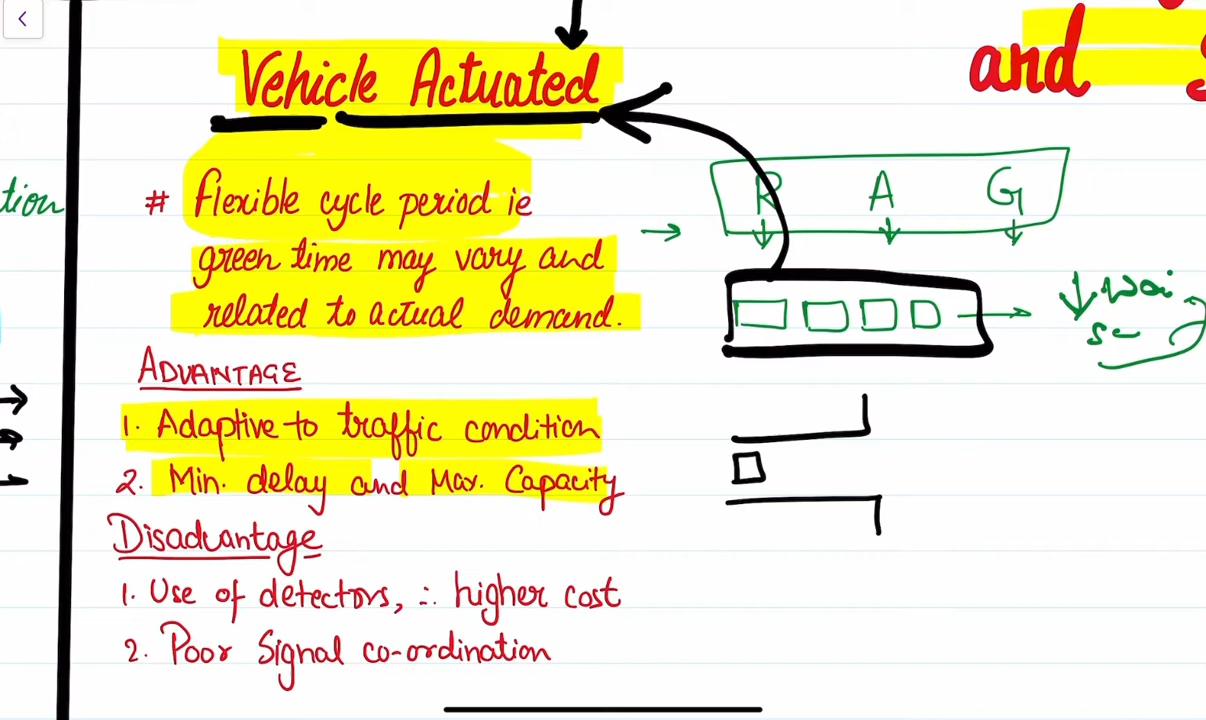 Vehicle Actuated
and
# flexible cycle period ie
green time may vary and
related to actual demand.
R A G
tion
ADVANTAGE
1. Adaptive to traffic condition
2. Min. delay and Max. Capacity
Disadvantage
1. Use of detectors, ∴ higher cost
2. Poor Signal co-ordination